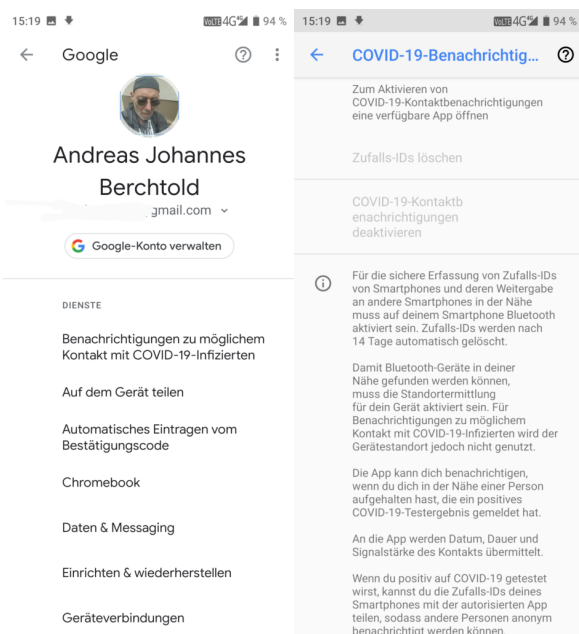 15:19
VoLTE 4G 94 %
Google
Andreas Johannes
Berchtold
gmail.com
Google-Konto verwalten
DIENSTE
Benachrichtigungen zu möglichem
Kontakt mit COVID-19-Infizierten
Auf dem Gerät teilen
Automatisches Eintragen vom
Bestätigungscode
Chromebook
Daten & Messaging
Einrichten & wiederherstellen
Geräteverbindungen
15:19
VoLTE 4G 94 %
COVID-19-Benachrichtig...
Zum Aktivieren von
COVID-19-Kontaktbenachrichtigungen
eine verfügbare App öffnen
Zufalls-IDs löschen
COVID-19-Kontaktb
enachrichtigungen
deaktivieren
Für die sichere Erfassung von Zufalls-IDs
von Smartphones und deren Weitergabe
an andere Smartphones in der Nähe
muss auf deinem Smartphone Bluetooth
aktiviert sein. Zufalls-IDs werden nach
14 Tage automatisch gelöscht.
Damit Bluetooth-Geräte in deiner
Nähe gefunden werden können,
muss die Standortermittlung
für dein Gerät aktiviert sein. Für
Benachrichtigungen zu möglichem
Kontakt mit COVID-19-Infizierten wird der
Gerätestandort jedoch nicht genutzt.
Die App kann dich benachrichtigen,
wenn du dich in der Nähe einer Person
aufgehalten hast, die ein positives
COVID-19-Testergebnis gemeldet hat.
An die App werden Datum, Dauer und
Signalstärke des Kontakts übermittelt.
Wenn du positiv auf COVID-19 getestet
wirst, kannst du die Zufalls-IDs deines
Smartphones mit der autorisierten App
teilen, sodass andere Personen anonym
benachrichtigt werden können.